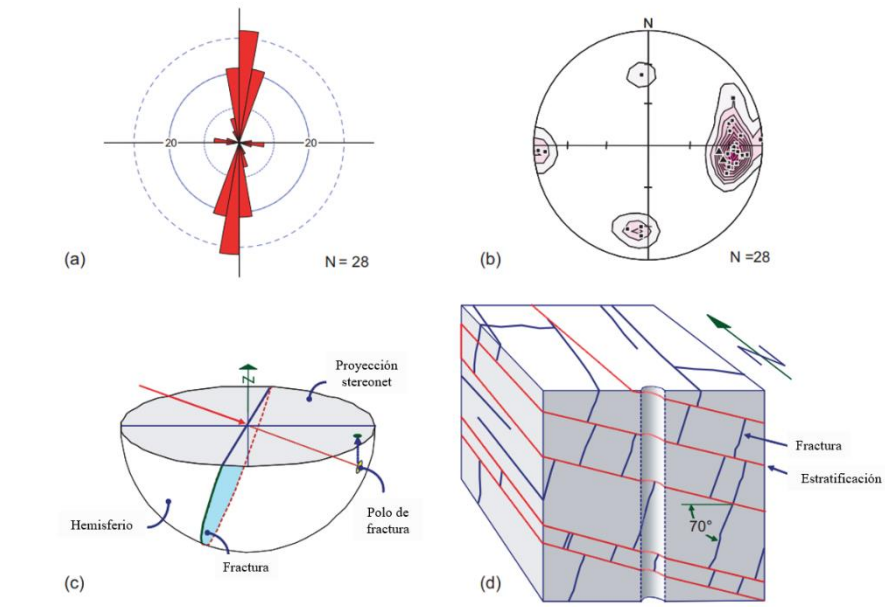 20
20
(a)
N = 28
N
(b)
N =28
Proyección
stereonet
Z
Hemisferio
Polo de
fractura
Fractura
(c)
N
Fractura
Estratificación
70°
(d)